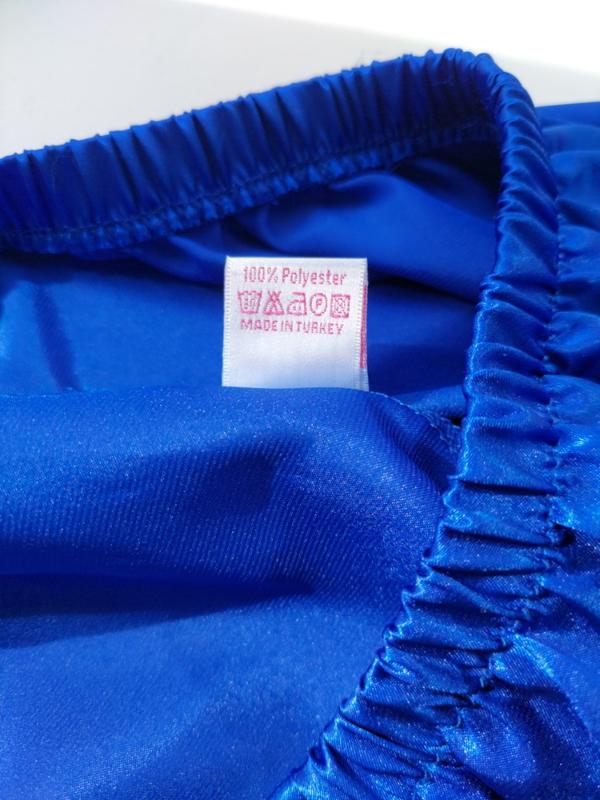 100% Polyester
P
MADE IN TURKEY